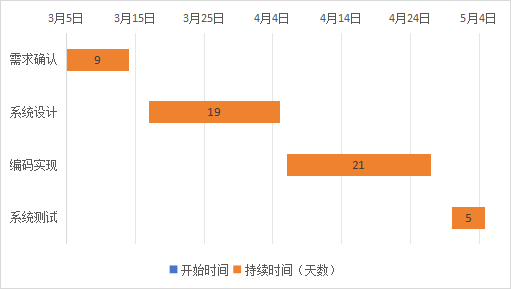 3月5日 3月15日 3月25日 4月4日 4月14日 4月24日 5月4日
需求确认 9
系统设计 19
编码实现 21
系统测试 5
开始时间 持续时间（天数）